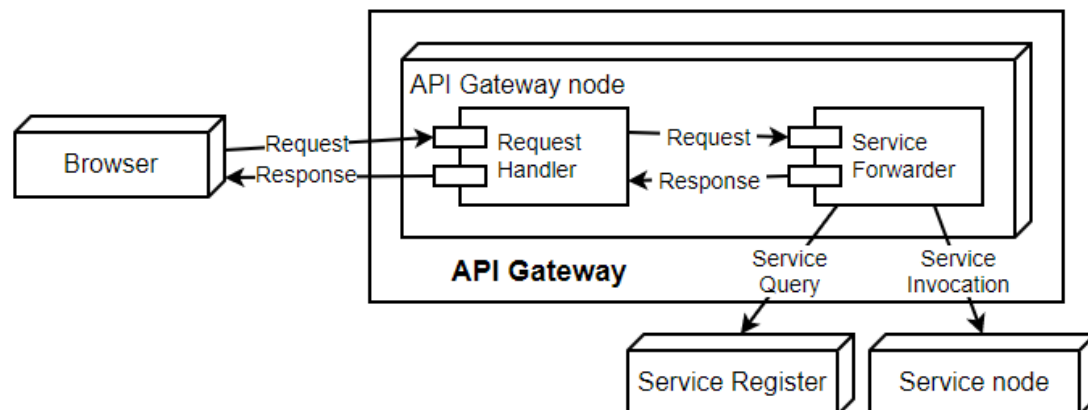 API Gateway node
Browser
Request
Response
Request
Handler
Request
Response
Service
Forwarder
API Gateway
Service
Query
Service
Invocation
Service Register
Service node